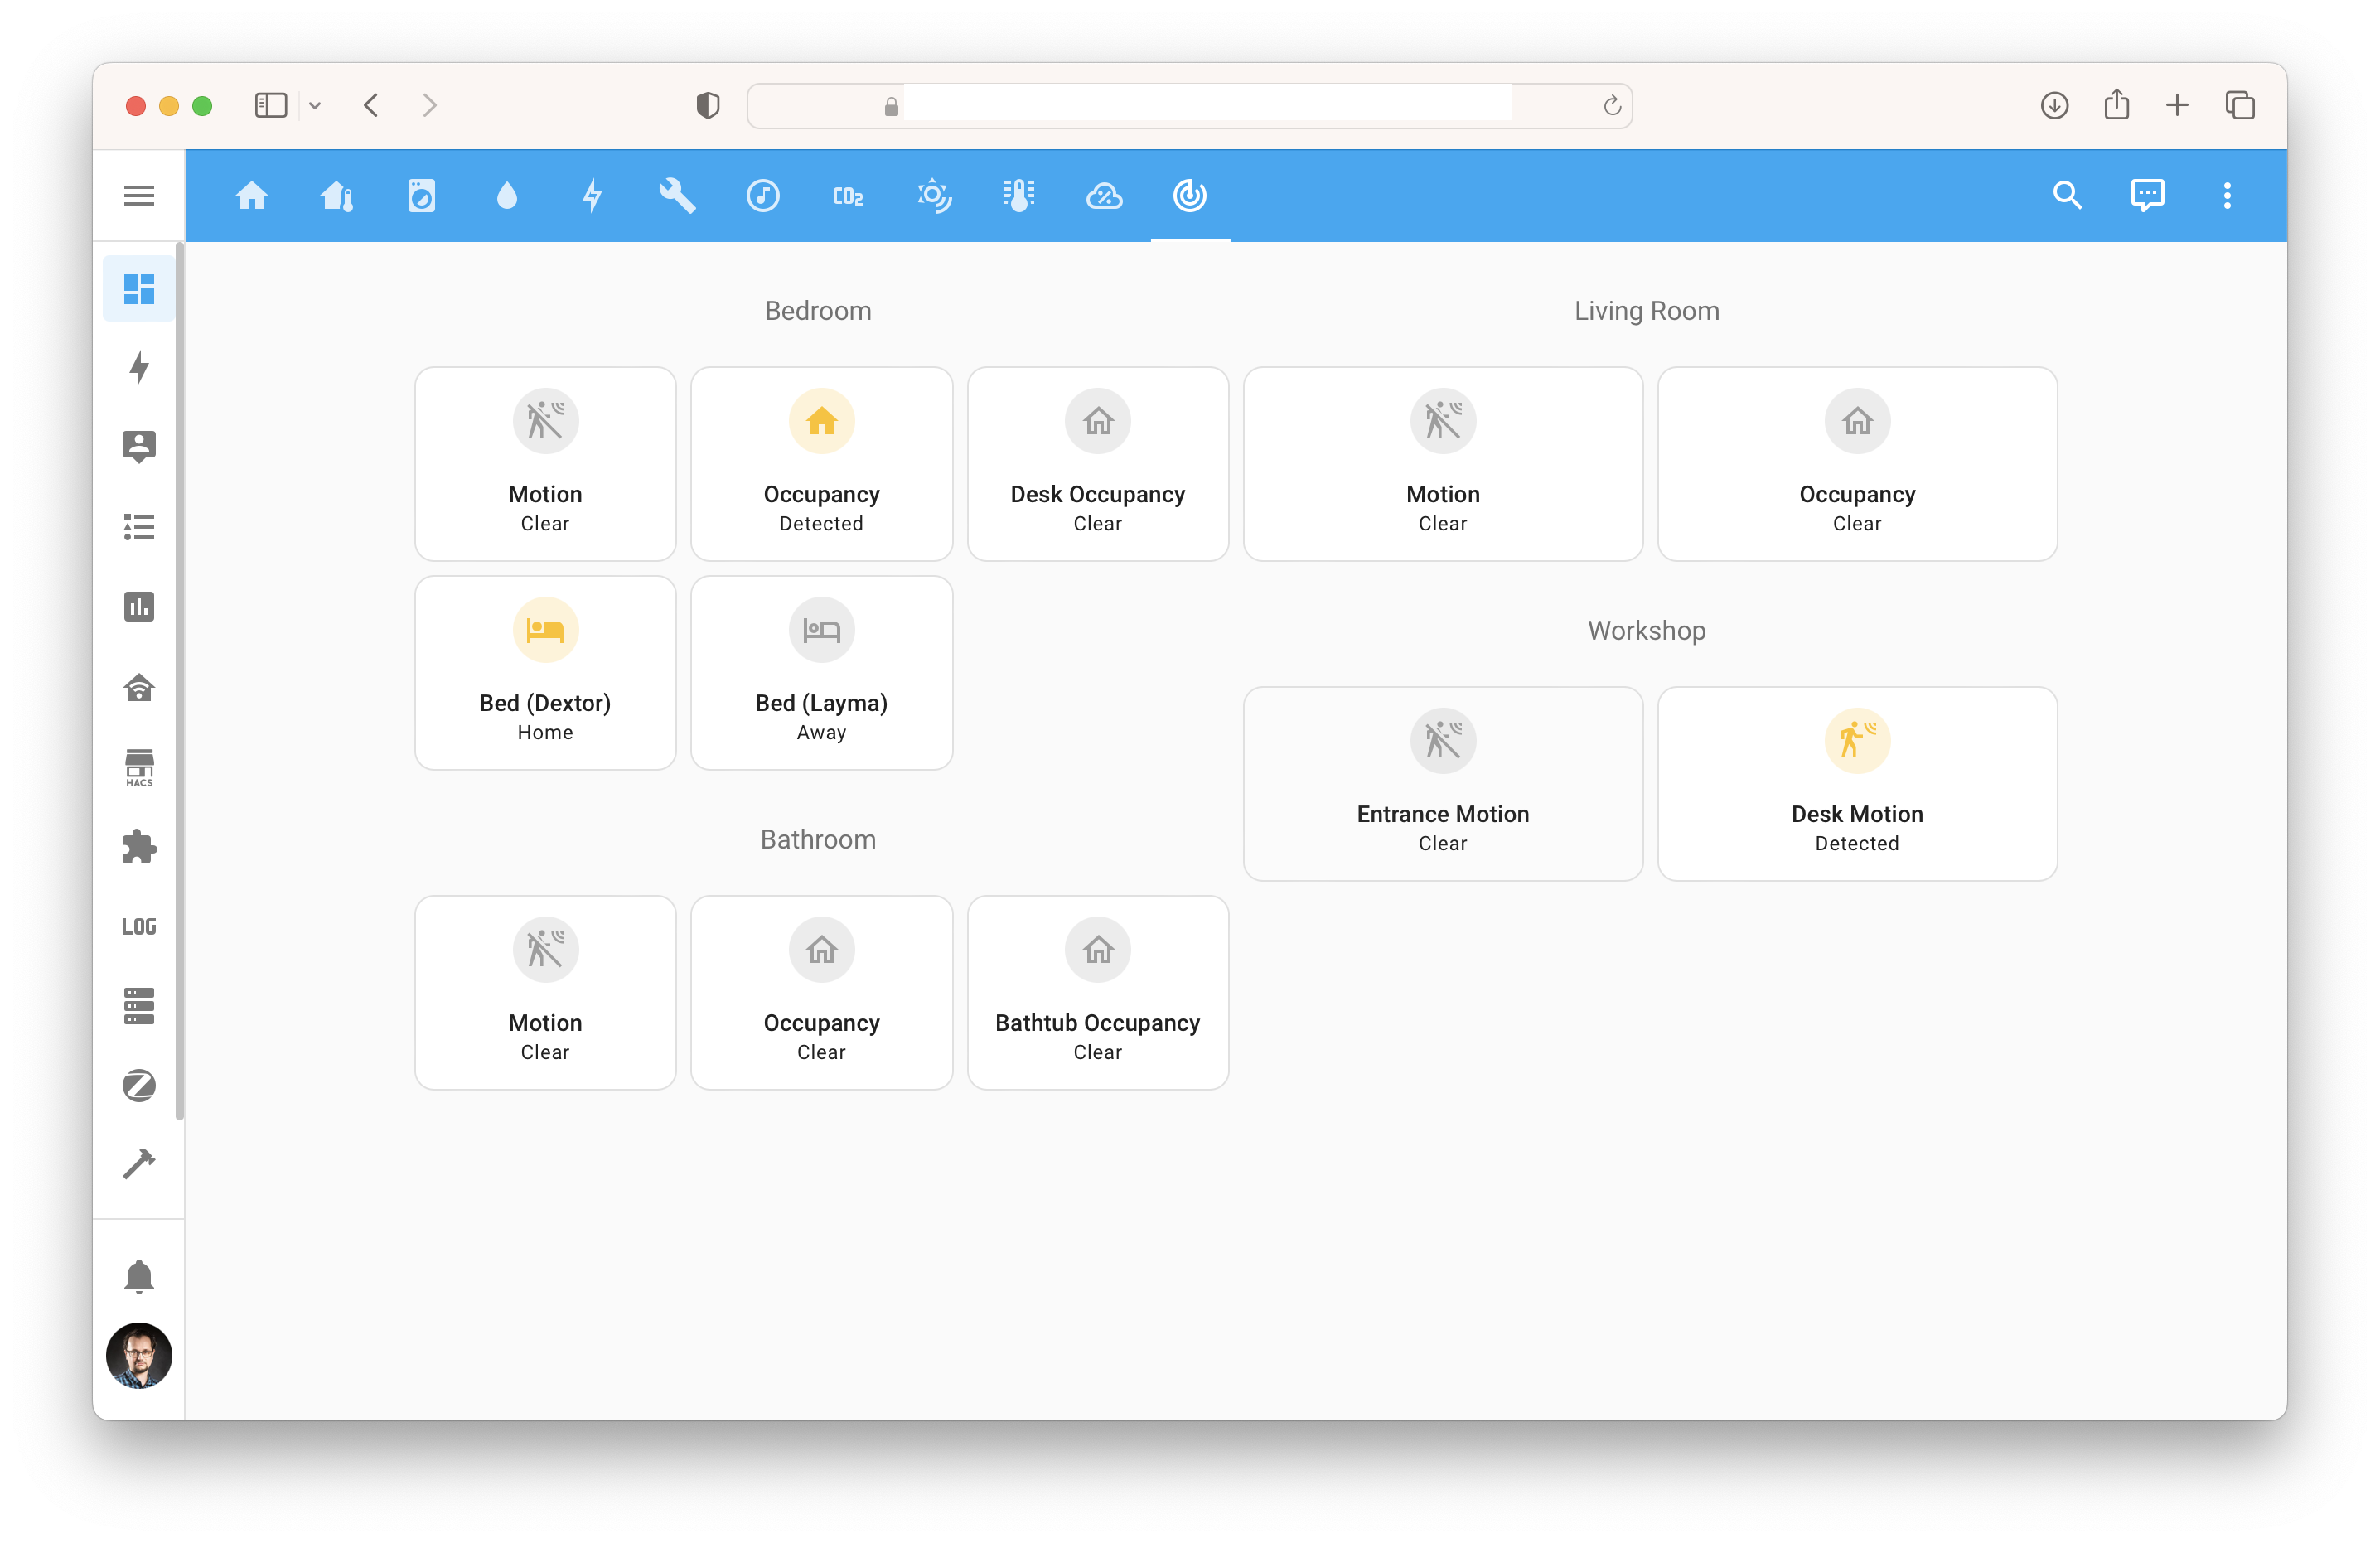 CO2
Bedroom
Living Room
Motion
Clear
Occupancy
Detected
Desk Occupancy
Clear
Motion
Clear
Occupancy
Clear
Bed (Dextor)
Home
Bed (Layma)
Away
Workshop
Entrance Motion
Clear
Desk Motion
Detected
HACS
Bathroom
LOG
Motion
Clear
Occupancy
Clear
Bathtub Occupancy
Clear